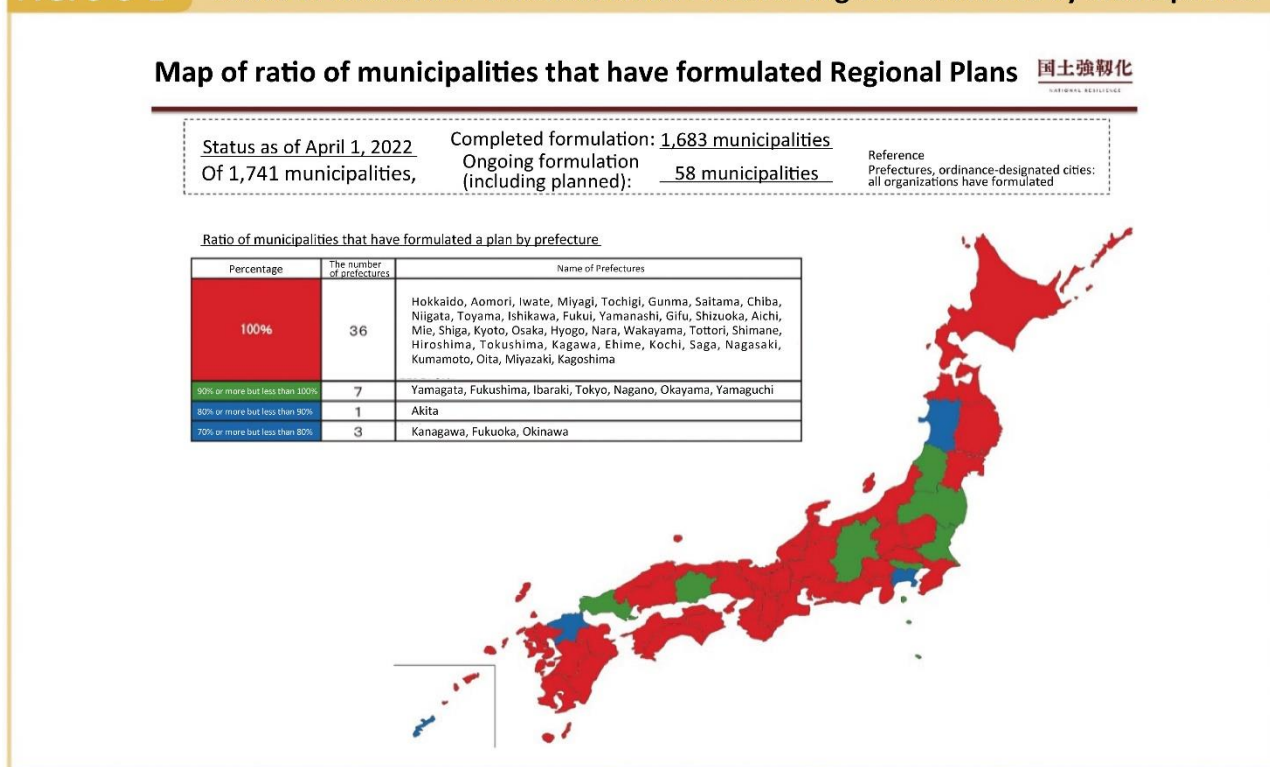 Map of ratio of municipalities that have formulated Regional Plans
国土強靱化
NATIONAL RESILIENCE
Status as of April 1, 2022
Of 1,741 municipalities,
Completed formulation: 1,683 municipalities
Ongoing formulation
(including planned): 58 municipalities
Reference
Prefectures, ordinance-designated cities:
all organizations have formulated
Ratio of municipalities that have formulated a plan by prefecture
Percentage
The number
of prefectures
Name of Prefectures
100%
36
Hokkaido, Aomori, Iwate, Miyagi, Tochigi, Gunma, Saitama, Chiba,
Niigata, Toyama, Ishikawa, Fukui, Yamanashi, Gifu, Shizuoka, Aichi,
Mie, Shiga, Kyoto, Osaka, Hyogo, Nara, Wakayama, Tottori, Shimane,
Hiroshima, Tokushima, Kagawa, Ehime, Kochi, Saga, Nagasaki,
Kumamoto, Oita, Miyazaki, Kagoshima
90% or more but less than 100%
7
Yamagata, Fukushima, Ibaraki, Tokyo, Nagano, Okayama, Yamaguchi
80% or more but less than 90%
1
Akita
70% or more but less than 80%
3
Kanagawa, Fukuoka, Okinawa